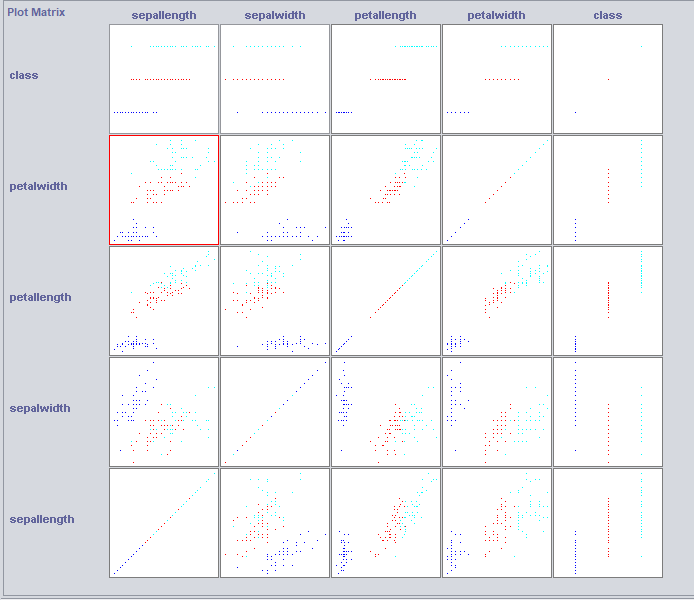 Plot Matrix
sepallength sepalwidth petallength petalwidth class
class
petalwidth
petallength
sepalwidth
sepallength